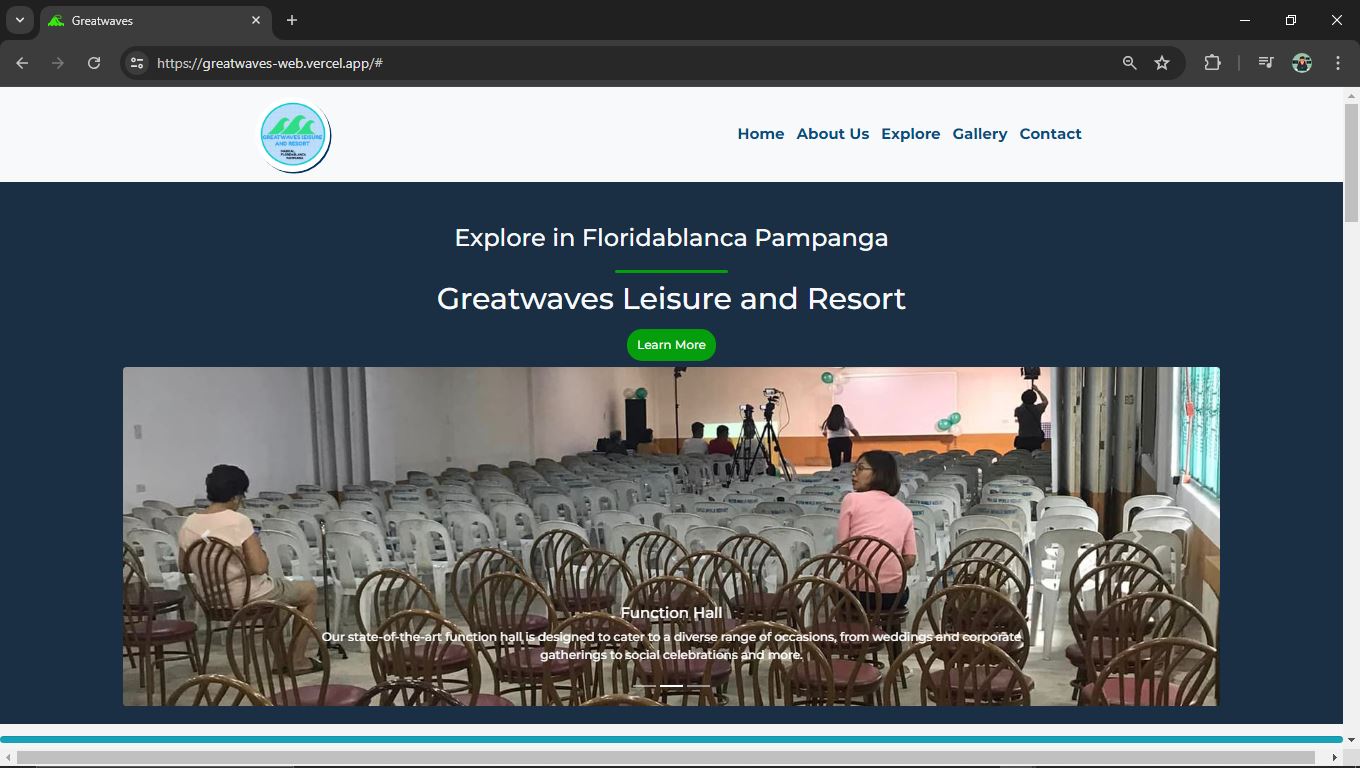 Greatwaves
https://greatwaves-web.vercel.app/#
GREATWAVES LEISURE
AND RESORT
FLORIDABLANCA
PAMPANGA
Home About Us Explore Gallery Contact
Explore in Floridablanca Pampanga
Greatwaves Leisure and Resort
Learn More
Function Hall
Our state-of-the-art function hall is designed to cater to a diverse range of occasions, from weddings and corporate
gatherings to social celebrations and more.